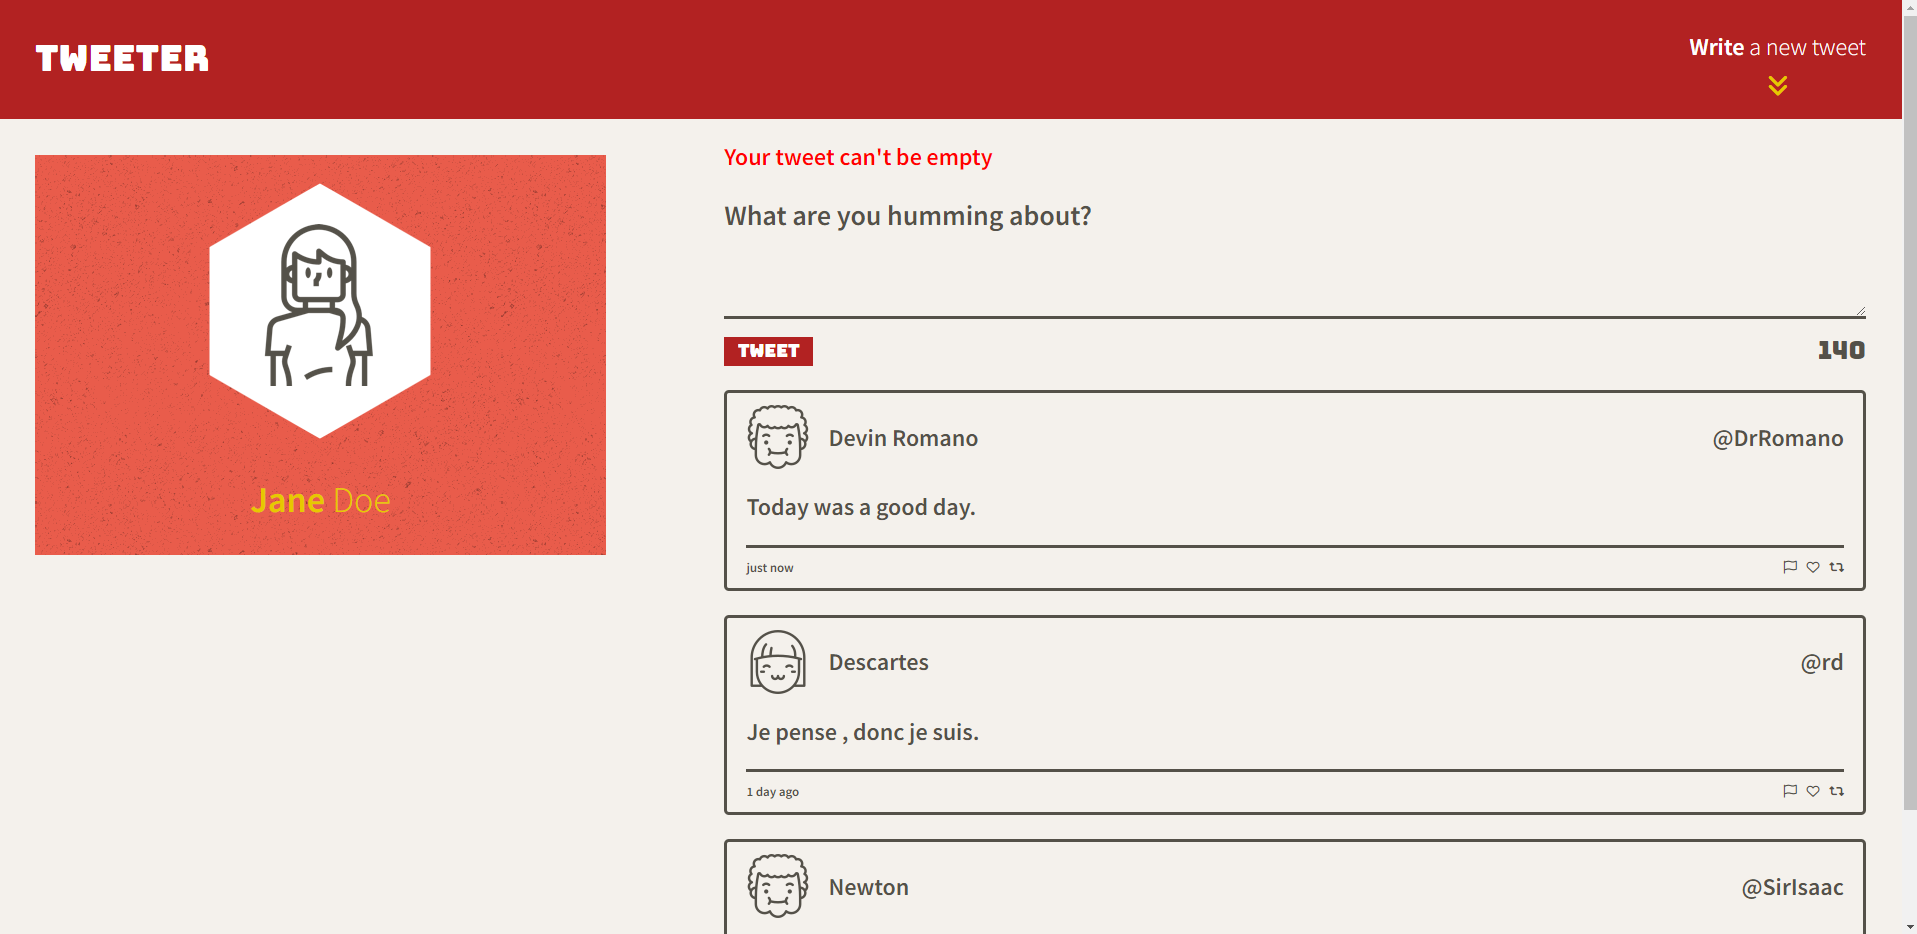 TWEETER
Write a new tweet
Jane Doe
Your tweet can't be empty
What are you humming about?
TWEET
140
Devin Romano
@DrRomano
Today was a good day.
just now
Descartes
@rd
Je pense , donc je suis.
1 day ago
Newton
@SirIsaac